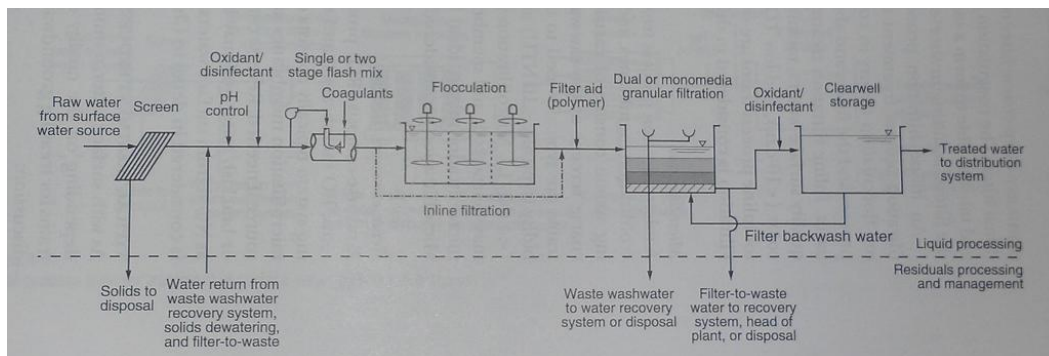 Raw water
from surface
water source
Screen
pH
control
Oxidant/
disinfectant
Single or two
stage flash mix
Coagulants
Flocculation
Filter aid
(polymer)
Dual or monomedia
granular filtration
Oxidant/
disinfectant
Clearwell
storage
Treated water
to distribution
system
Inline filtration
Filter backwash water
Liquid processing
Residuals processing
and management
Solids to
disposal
Water return from
waste washwater
recovery system,
solids dewatering,
and filter-to-waste
Waste washwater
to water recovery
system or disposal
Filter-to-waste
water to recovery
system, head of
plant, or disposal